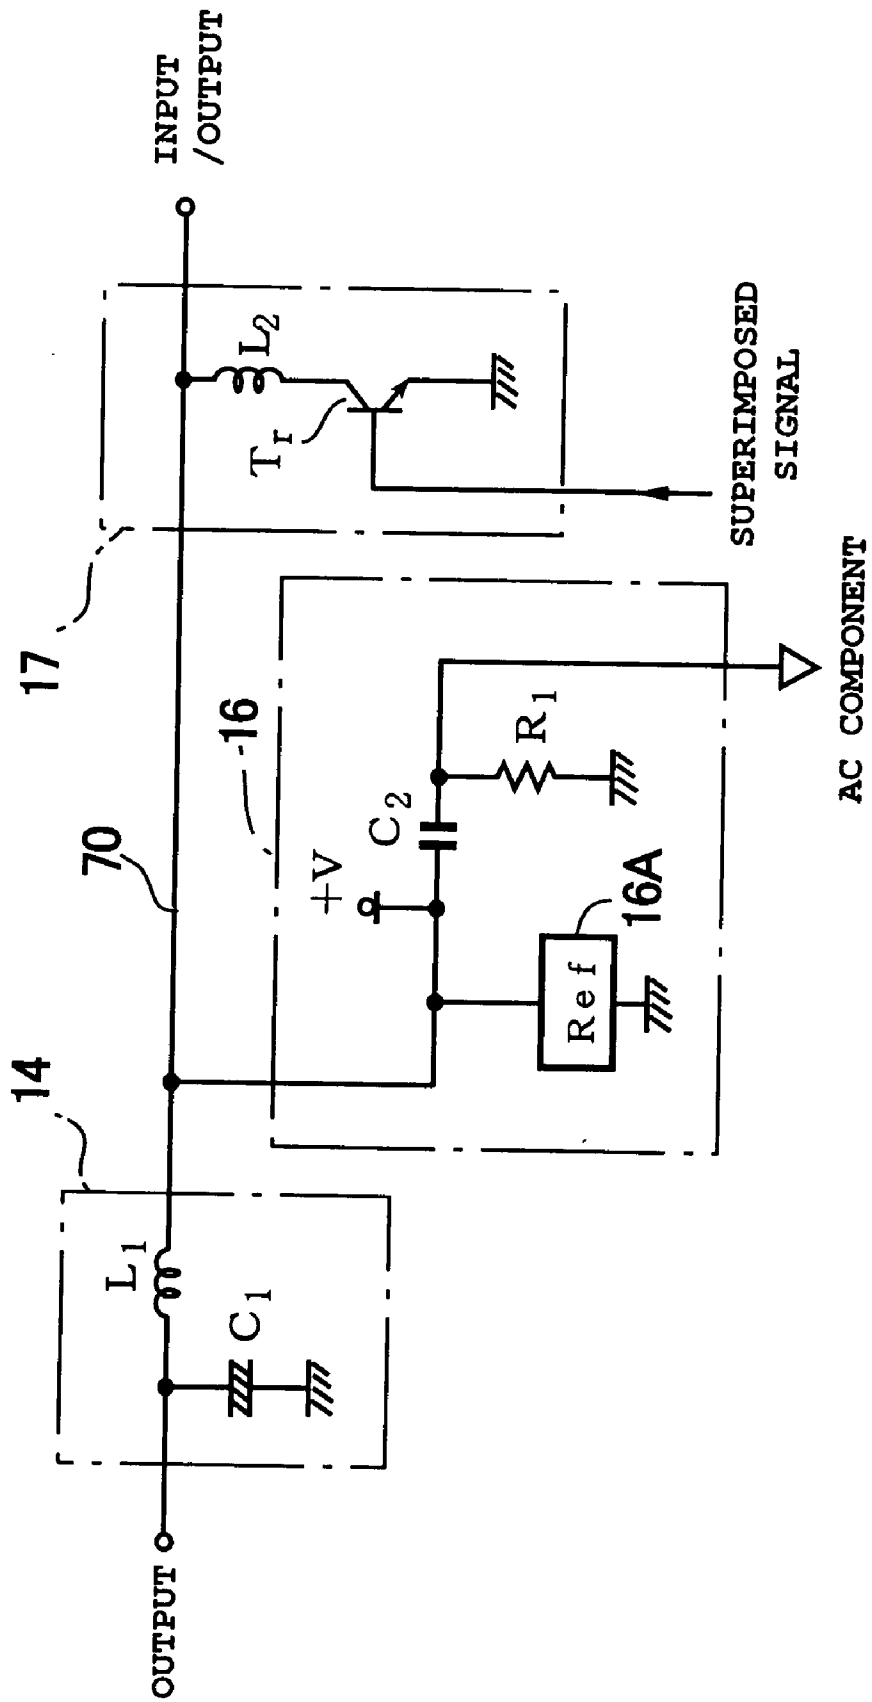 INPUT
/OUTPUT
L2
Tr
SUPERIMPOSED
SIGNAL
17
70
16
+V
C2
R1
AC COMPONENT
16A
Ref
14
L1
C1
OUTPUT